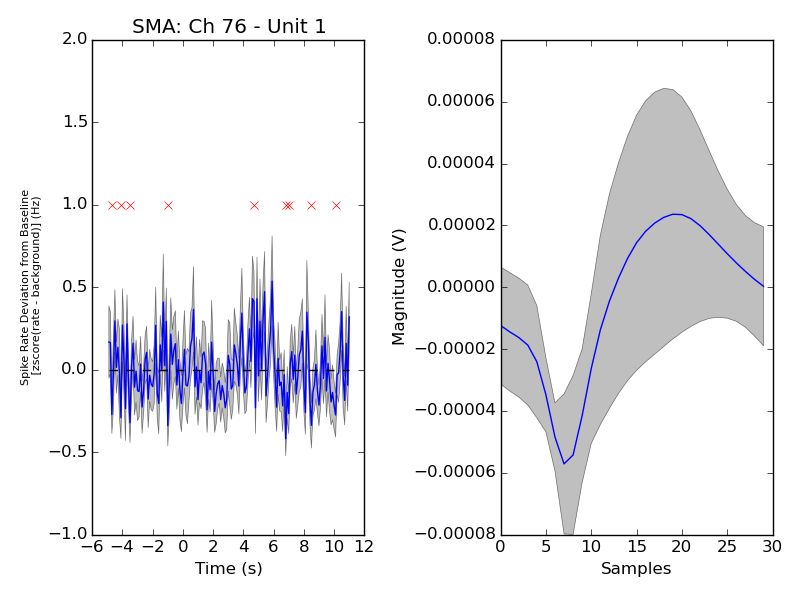 SMA: Ch 76 - Unit 1
2.0
1.5
1.0
0.5
0.0
−0.5
−1.0
−6 −4 −2 0 2 4 6 8 10 12
Time (s)
Spike Rate Deviation from Baseline
[zscore(rate - background)] (Hz)
0.00008
0.00006
0.00004
0.00002
0.00000
−0.00002
−0.00004
−0.00006
−0.00008
0 5 10 15 20 25 30
Samples
Magnitude (V)